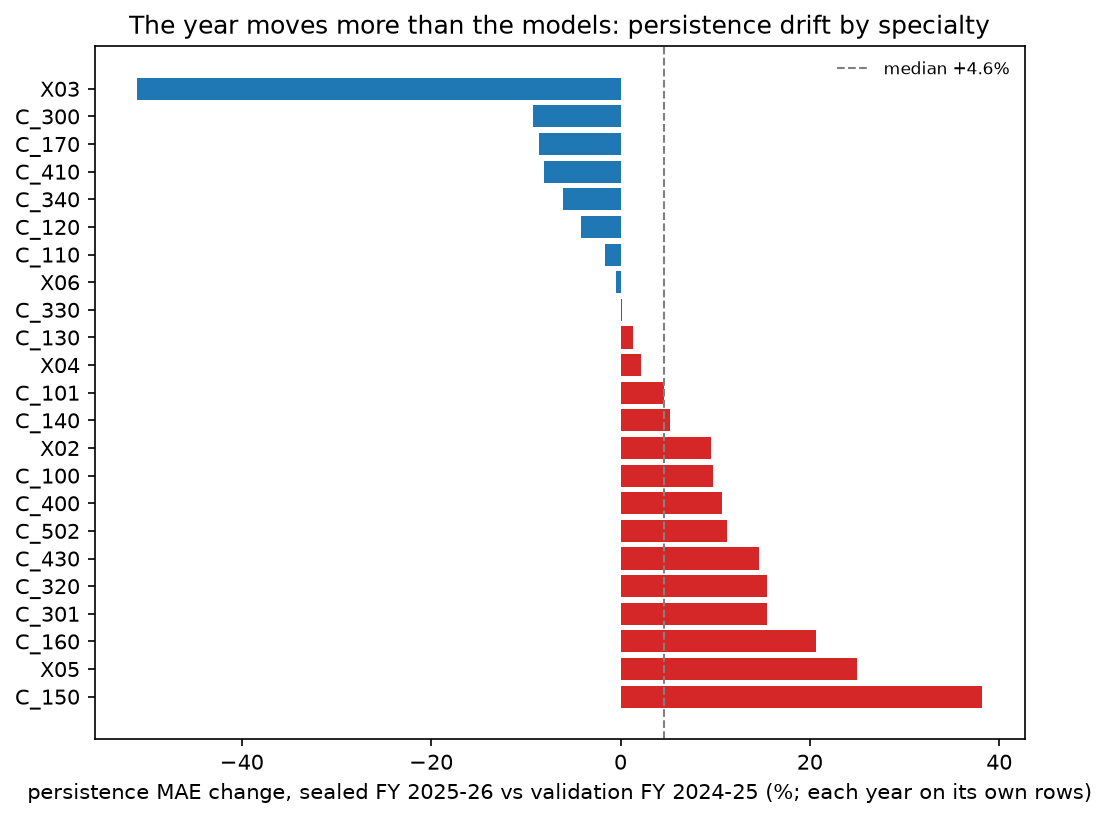 The year moves more than the models: persistence drift by specialty
median +4.6%
X03
C_300
C_170
C_410
C_340
C_120
C_110
X06
C_330
C_130
X04
C_101
C_140
X02
C_100
C_400
C_502
C_430
C_320
C_301
C_160
X05
C_150
−40 −20 0 20 40
persistence MAE change, sealed FY 2025-26 vs validation FY 2024-25 (%; each year on its own rows)